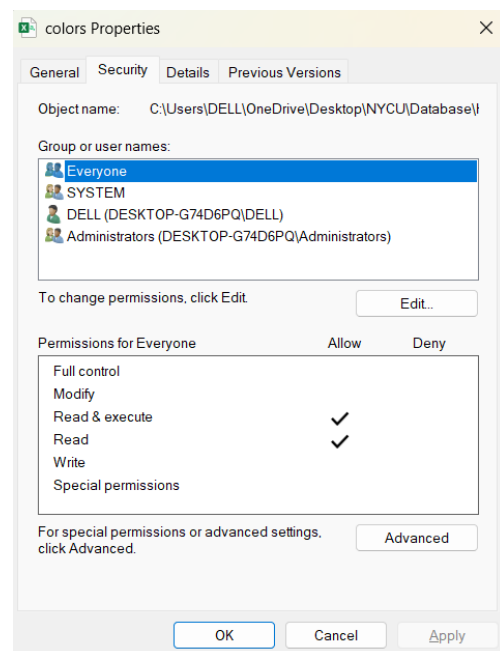 colors Properties
General Security Details Previous Versions
Object name: C:\Users\DELL\OneDrive\Desktop\NYCU\Database\
Group or user names:
Everyone
SYSTEM
DELL (DESKTOP-G74D6PQ\DELL)
Administrators (DESKTOP-G74D6PQ\Administrators)
To change permissions, click Edit.
Edit...
Permissions for Everyone Allow Deny
Full control
Modify
Read & execute
Read
Write
Special permissions
For special permissions or advanced settings,
click Advanced.
Advanced
OK Cancel Apply